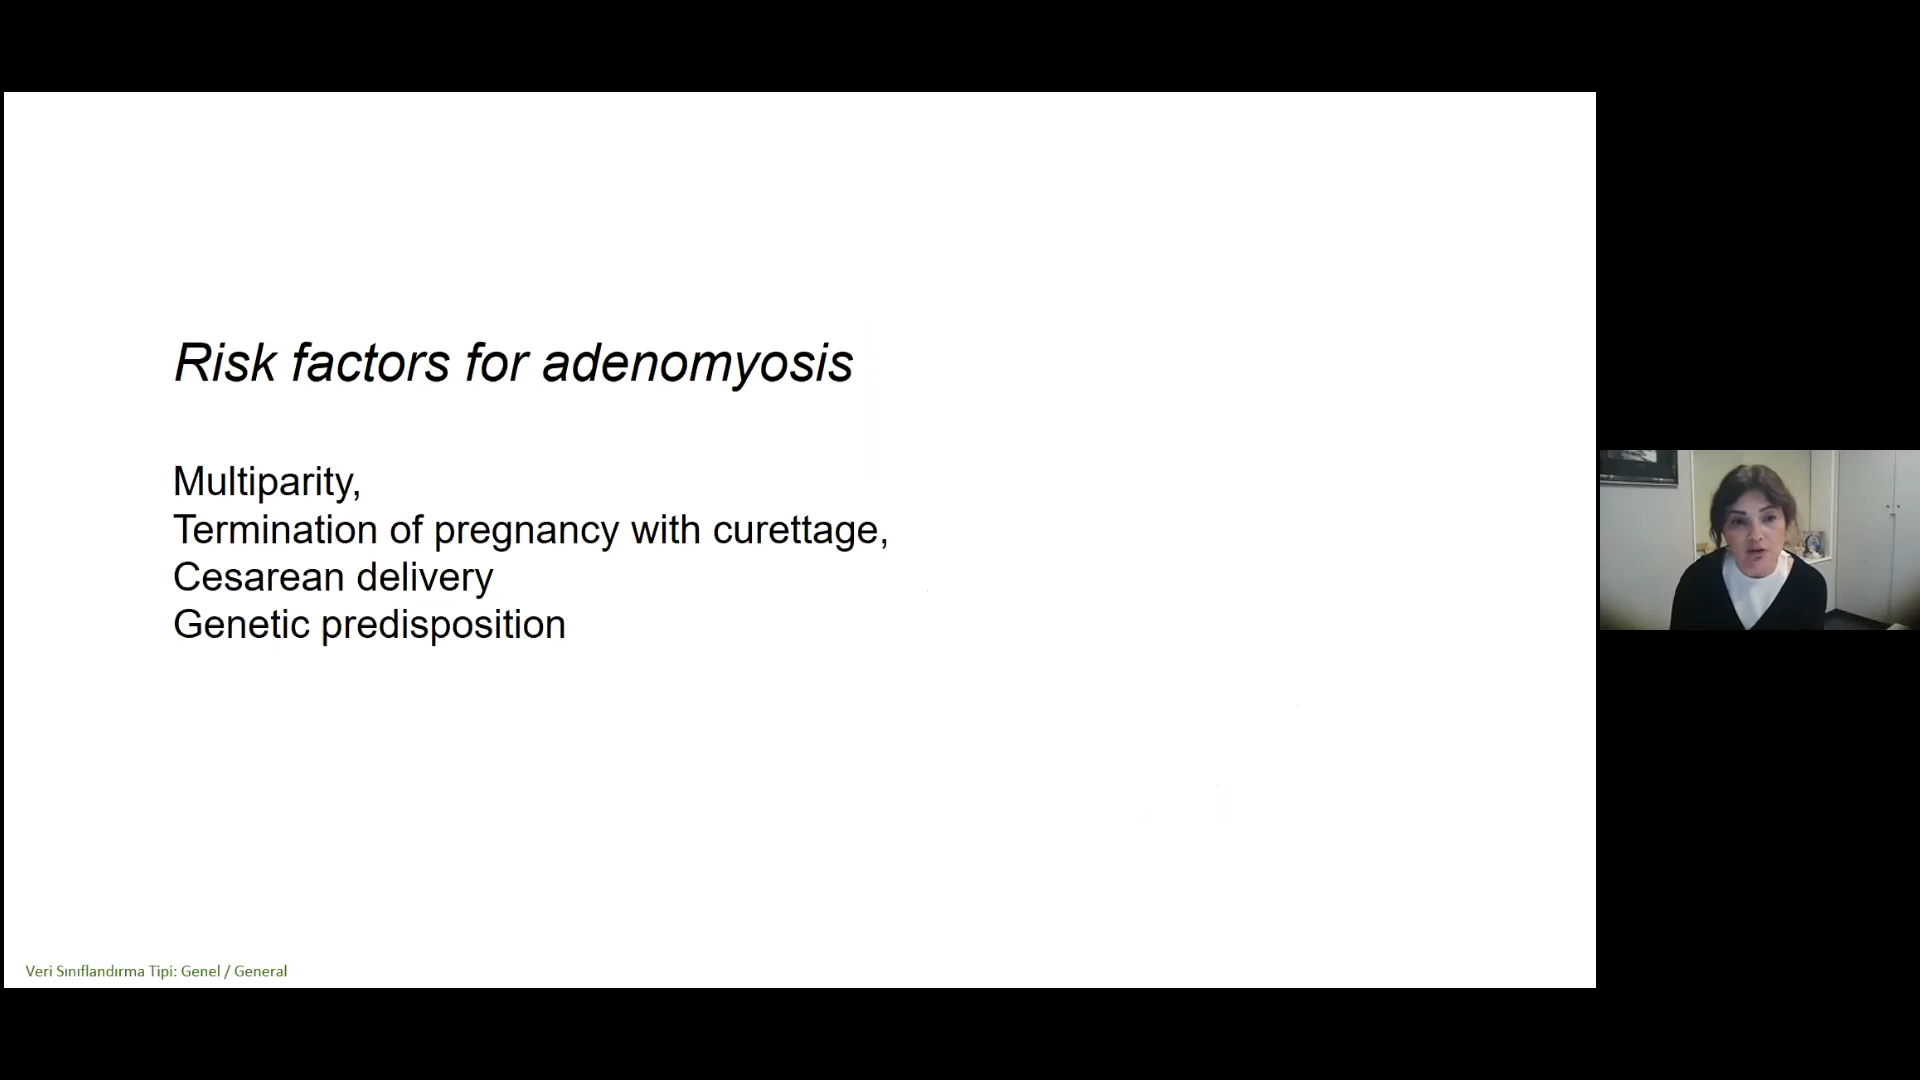 Risk factors for adenomyosis
Multiparity,
Termination of pregnancy with curettage,
Cesarean delivery
Genetic predisposition
Veri Sınıflandırma Tipi: Genel / General